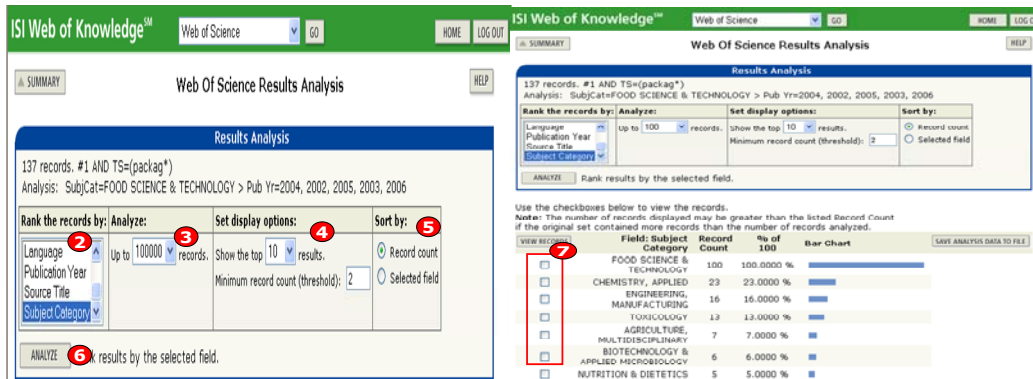 ISI Web of Knowledge℠ Web of Science GO HOME LOG OUT
SUMMARY Web Of Science Results Analysis HELP
Results Analysis
137 records. #1 AND TS=(packag*)
Analysis: SubjCat=FOOD SCIENCE & TECHNOLOGY > Pub Yr=2004, 2002, 2005, 2003, 2006
Rank the records by: Analyze: Set display options: Sort by:
2 3 4 5
Language
Publication Year
Source Title
Subject Category
Up to 100000 records.
Show the top 10 results.
Minimum record count (threshold): 2
Record count
Selected field
ANALYZE 6 Rank results by the selected field.
ISI Web of Knowledge℠ Web of Science GO HOME LOG O
SUMMARY Web Of Science Results Analysis HELP
Results Analysis
137 records. #1 AND TS=(packag*)
Analysis: SubjCat=FOOD SCIENCE & TECHNOLOGY > Pub Yr=2004, 2002, 2005, 2003, 2006
Rank the records by: Analyze: Set display options: Sort by:
Language
Publication Year
Source Title
Subject Category
Up to 100 records.
Show the top 10 results.
Minimum record count (threshold): 2
Record count
Selected field
ANALYZE Rank results by the selected field.
Use the checkboxes below to view the records.
Note: The number of records displayed may be greater than the listed Record Count
if the original set contained more records than the number of records analyzed.
VIEW RECORDS 7 Field: Subject Category Record Count % of 100 Bar Chart SAVE ANALYSIS DATA TO FILE
FOOD SCIENCE & TECHNOLOGY 100 100.0000 %
CHEMISTRY, APPLIED 23 23.0000 %
ENGINEERING, MANUFACTURING 16 16.0000 %
TOXICOLOGY 13 13.0000 %
AGRICULTURE, MULTIDISCIPLINARY 7 7.0000 %
BIOTECHNOLOGY & APPLIED MICROBIOLOGY 6 6.0000 %
NUTRITION & DIETETICS 5 5.0000 %